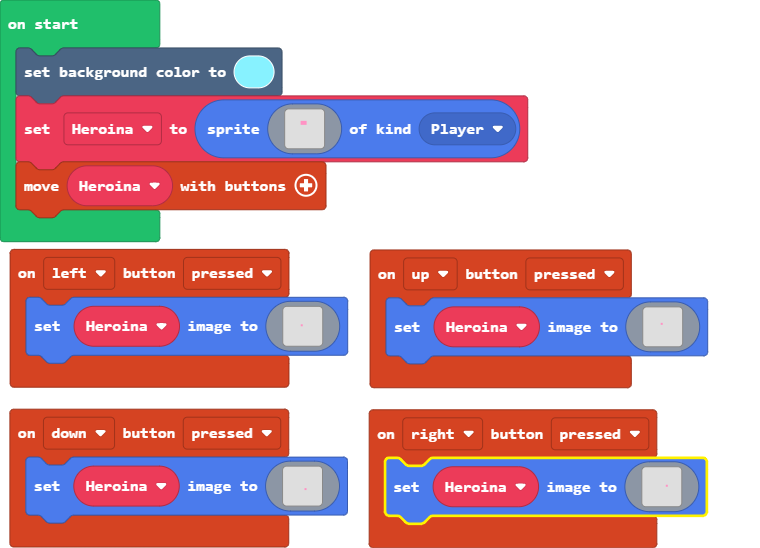 on start
set background color to
set Heroina to sprite of kind Player
move Heroina with buttons
on left button pressed
set Heroina image to
on up button pressed
set Heroina image to
on down button pressed
set Heroina image to
on right button pressed
set Heroina image to